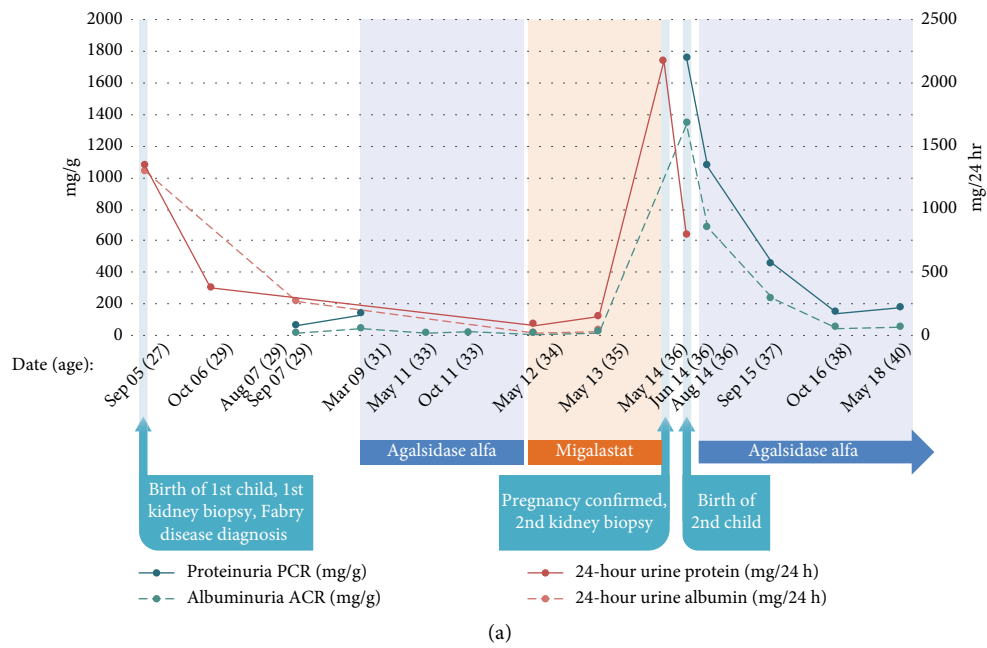 2000
1800
1600
1400
1200
1000
800
600
400
200
0
mg/g
2500
2000
1500
1000
500
0
mg/24 hr
Date (age):
Sep 05 (27)
Oct 06 (29)
Aug 07 (29)
Sep 07 (29)
Mar 09 (31)
May 11 (33)
Oct 11 (33)
May 12 (34)
May 13 (35)
May 14 (36)
Jun 14 (36)
Aug 14 (36)
Sep 15 (37)
Oct 16 (38)
May 18 (40)
Agalsidase alfa
Migalastat
Agalsidase alfa
Birth of 1st child, 1st
kidney biopsy, Fabry
disease diagnosis
Pregnancy confirmed,
2nd kidney biopsy
Birth of
2nd child
Proteinuria PCR (mg/g)
Albuminuria ACR (mg/g)
24-hour urine protein (mg/24 h)
24-hour urine albumin (mg/24 h)
(a)